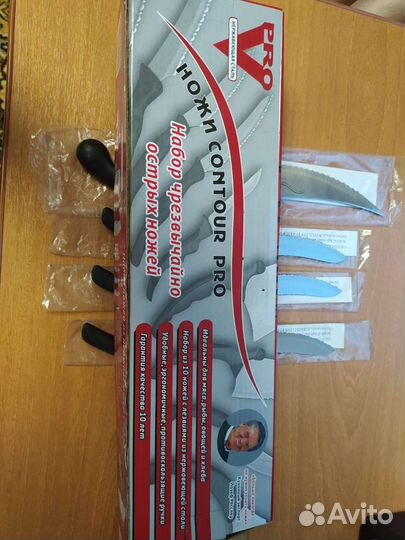 PRO
V
НЕРЖАВЕЮЩАЯ СТАЛЬ
НОЖИ CONTOUR PRO
Набор чрезвычайно
острых ножей
Идеальны для мяса, рыбы, овощей и хлеба
Набор из 10 ножей с лезвиями из нержавеющей стали
Удобные, эргономичные, противоскользящие ручки
Гарантия качества 10 лет
Avito